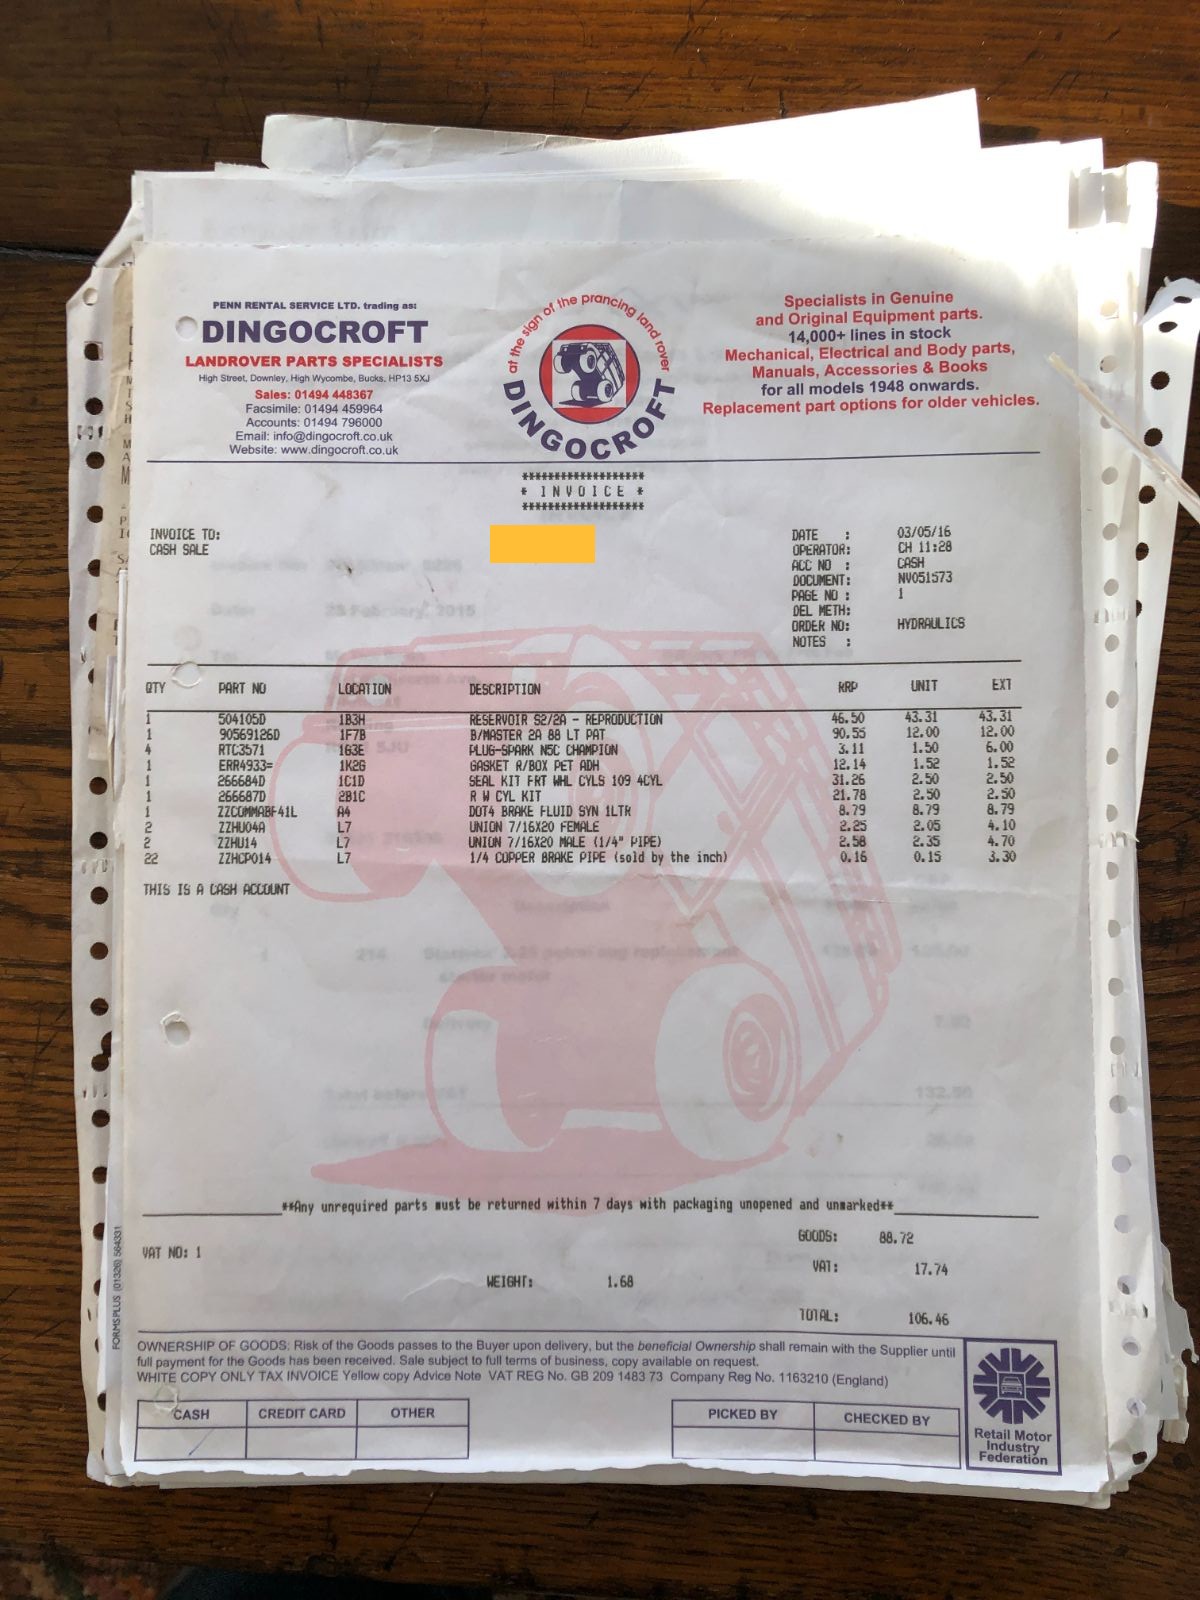 PENN RENTAL SERVICE LTD. trading as:
DINGOCROFT
LANDROVER PARTS SPECIALISTS
High Street, Downley, High Wycombe, Bucks, HP13 5XJ
Sales: 01494 448367
Facsimile: 01494 459964
Accounts: 01494 796000
Email: info@dingocroft.co.uk
Website: www.dingocroft.co.uk
at the sign of the prancing land rover
DINGOCROFT
Specialists in Genuine
and Original Equipment parts.
14,000+ lines in stock
Mechanical, Electrical and Body parts,
Manuals, Accessories & Books
for all models 1948 onwards.
Replacement part options for older vehicles.
********************
* INVOICE *
********************
INVOICE TO:
CASH SALE
DATE : 03/05/16
OPERATOR: CH 11:28
ACC NO : CASH
DOCUMENT: NV051573
PAGE NO : 1
DEL METH:
ORDER NO: HYDRAULICS
NOTES :
QTY PART NO LOCATION DESCRIPTION RRP UNIT EXT
1 504105D 1B3H RESERVOIR S2/2A - REPRODUCTION 46.50 43.31 43.31
1 90569126D 1F7B B/MASTER 2A 88 LT PAT 90.55 12.00 12.00
4 RTC3571 1G3E PLUG-SPARK N5C CHAMPION 3.11 1.50 6.00
1 ERR4933= 1K2G GASKET R/BOX PET ADH 12.14 1.52 1.52
1 266684D 1C1D SEAL KIT FRT WHL CYLS 109 4CYL 31.26 2.50 2.50
1 266687D 2B1C R W CYL KIT 21.78 2.50 2.50
1 ZZCOMMABF41L A4 DOT4 BRAKE FLUID SYN 1LTR 8.79 8.79 8.79
2 ZZHU04A L7 UNION 7/16X20 FEMALE 2.25 2.05 4.10
2 ZZHU14 L7 UNION 7/16X20 MALE (1/4" PIPE) 2.58 2.35 4.70
22 ZZHCP014 L7 1/4 COPPER BRAKE PIPE (sold by the inch) 0.16 0.15 3.30
THIS IS A CASH ACCOUNT
**Any unrequired parts must be returned within 7 days with packaging unopened and unmarked**
GOODS: 88.72
VAT NO: 1
VAT: 17.74
WEIGHT: 1.68
TOTAL: 106.46
FORMSPLUS (01326) 564331
OWNERSHIP OF GOODS: Risk of the Goods passes to the Buyer upon delivery, but the beneficial Ownership shall remain with the Supplier until
full payment for the Goods has been received. Sale subject to full terms of business, copy available on request.
WHITE COPY ONLY TAX INVOICE Yellow copy Advice Note VAT REG No. GB 209 1483 73 Company Reg No. 1163210 (England)
CASH CREDIT CARD OTHER
PICKED BY CHECKED BY
Retail Motor
Industry
Federation